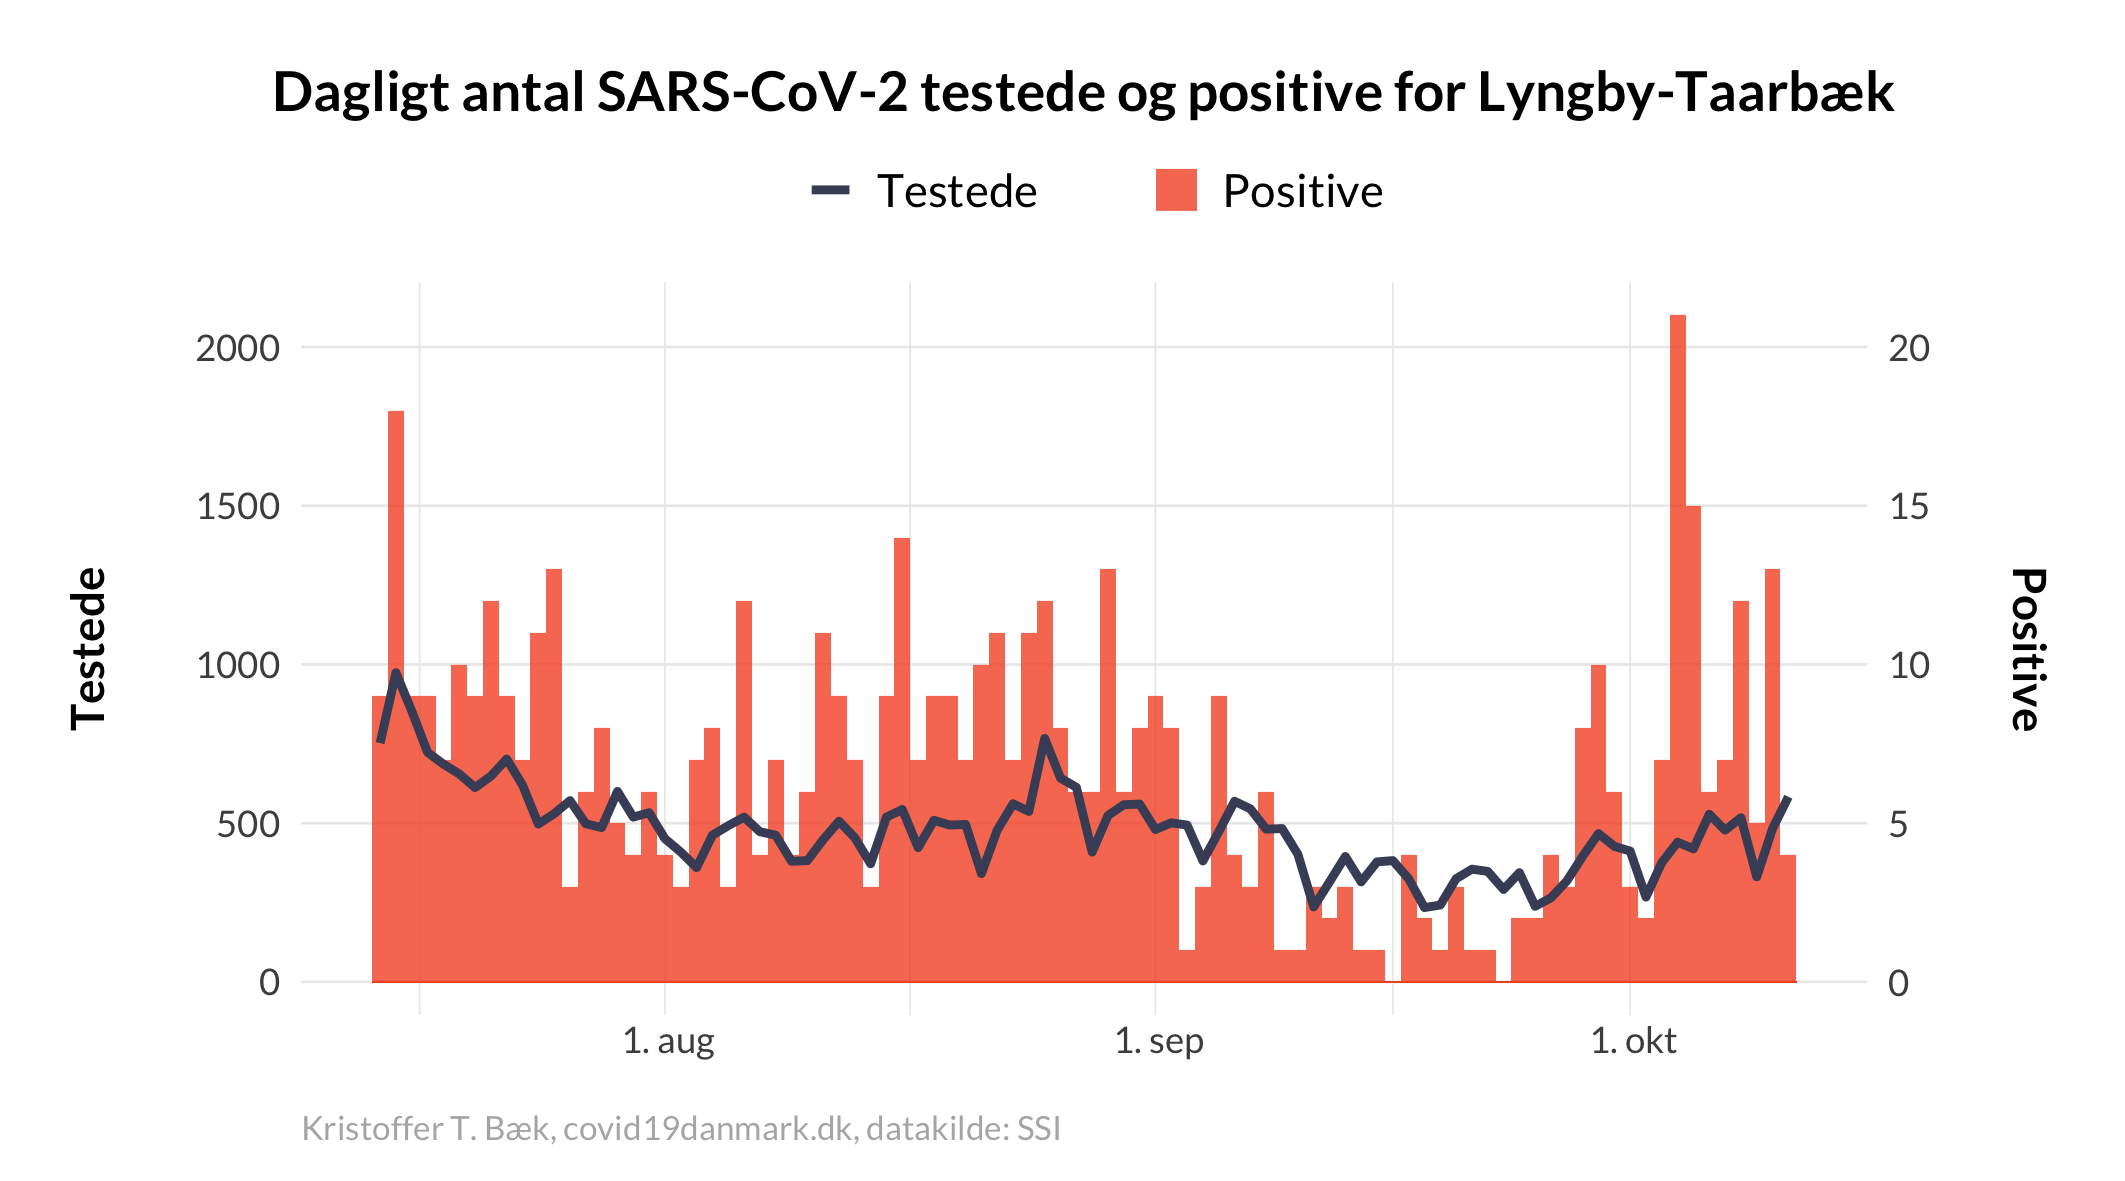 Dagligt antal SARS-CoV-2 testede og positive for Lyngby-Taarbæk
Testede Positive
2000 20
1500 15
1000 10
500 5
0 0
Testede
Positive
1. aug 1. sep 1. okt
Kristoffer T. Bæk, covid19danmark.dk, datakilde: SSI